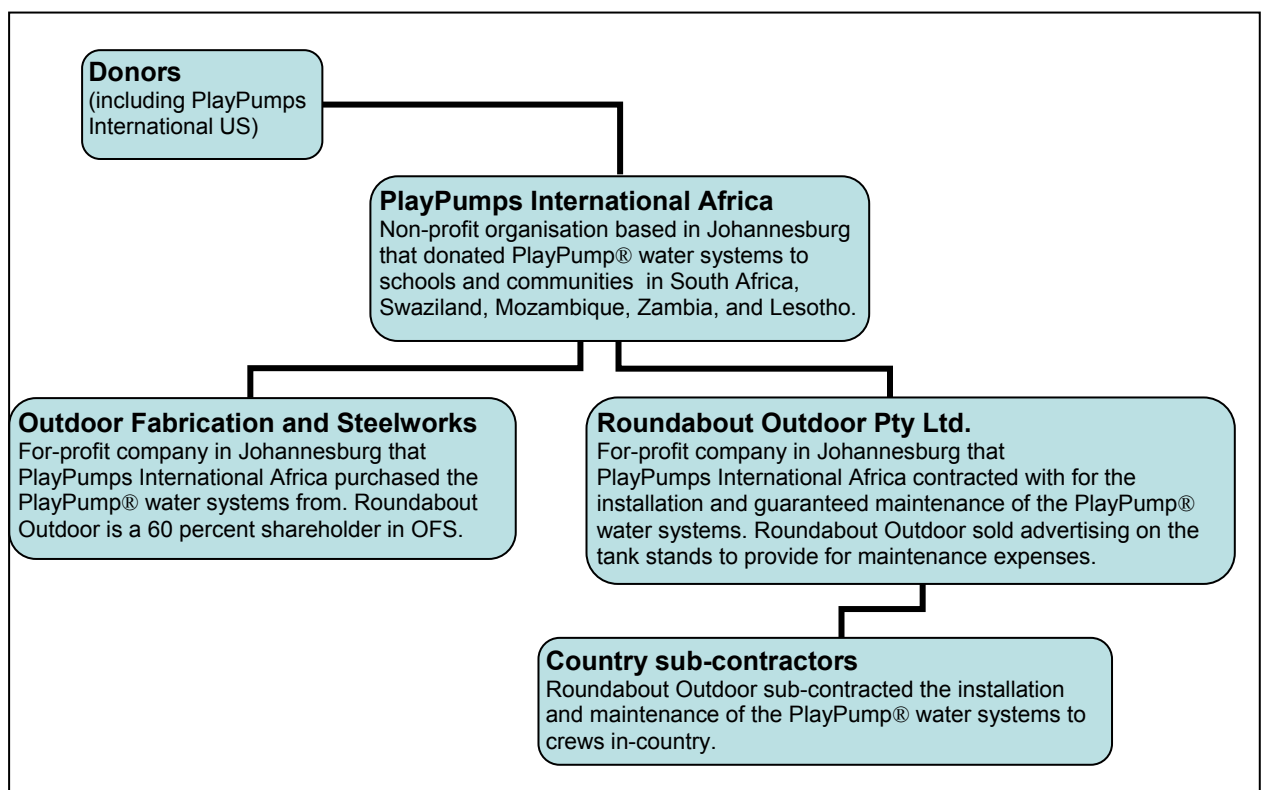 Donors
(including PlayPumps
International US)
PlayPumps International Africa
Non-profit organisation based in Johannesburg
that donated PlayPump® water systems to
schools and communities  in South Africa,
Swaziland, Mozambique, Zambia, and Lesotho.
Outdoor Fabrication and Steelworks
For-profit company in Johannesburg that
PlayPumps International Africa purchased the
PlayPump® water systems from. Roundabout
Outdoor is a 60 percent shareholder in OFS.
Roundabout Outdoor Pty Ltd.
For-profit company in Johannesburg that
PlayPumps International Africa contracted with for the
installation and guaranteed maintenance of the PlayPump®
water systems. Roundabout Outdoor sold advertising on the
tank stands to provide for maintenance expenses.
Country sub-contractors
Roundabout Outdoor sub-contracted the installation
and maintenance of the PlayPump® water systems to
crews in-country.